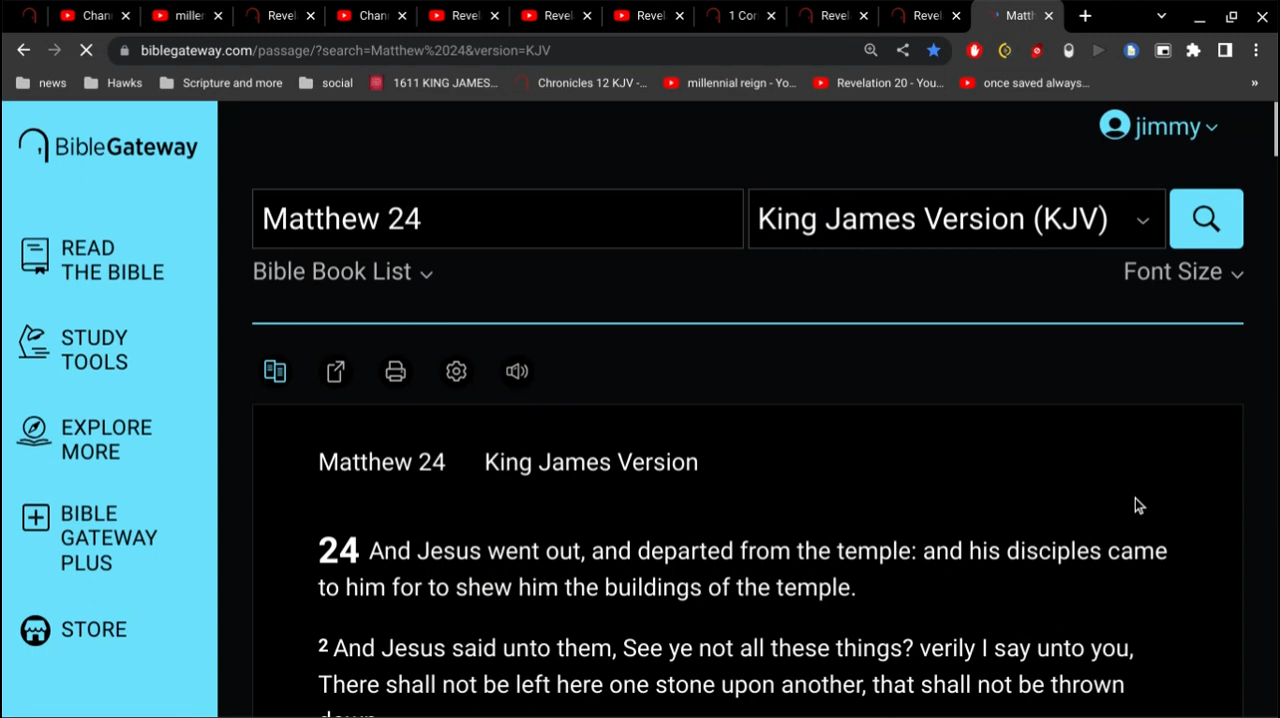 Chan
miller
Revel
Chan
Revel
Revel
Revel
1 Cor
Revel
Revel
Matth
biblegateway.com/passage/?search=Matthew%2024&version=KJV
news Hawks Scripture and more social 1611 KING JAMES... Chronicles 12 KJV -... millennial reign - Yo... Revelation 20 - You... once saved always... »
BibleGateway
jimmy
Matthew 24 King James Version (KJV)
Bible Book List Font Size
READ
THE BIBLE
STUDY
TOOLS
EXPLORE
MORE
BIBLE
GATEWAY
PLUS
STORE
Matthew 24 King James Version
24 And Jesus went out, and departed from the temple: and his disciples came
to him for to shew him the buildings of the temple.
2 And Jesus said unto them, See ye not all these things? verily I say unto you,
There shall not be left here one stone upon another, that shall not be thrown
down